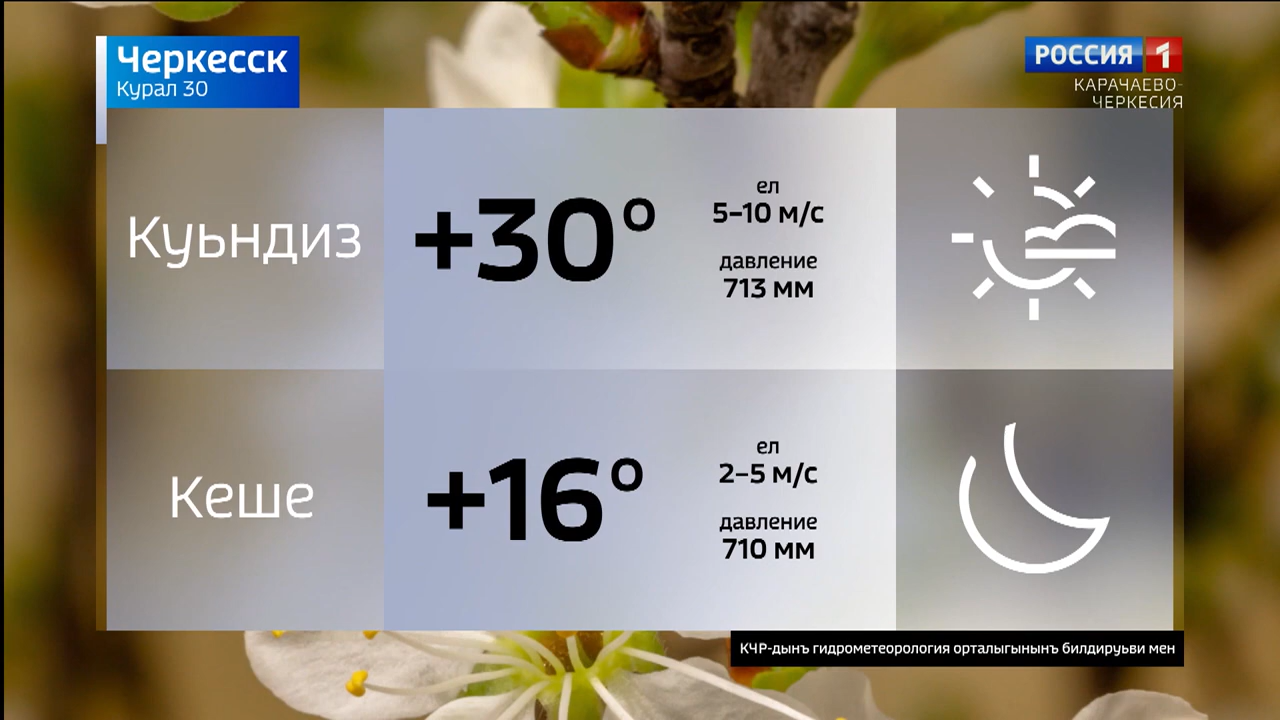 Черкесск
Курал 30
РОССИЯ 1
КАРАЧАЕВО-
ЧЕРКЕСИЯ
Куьндиз
+30°
ел
5-10 м/с
давление
713 мм
Кеше
+16°
ел
2-5 м/с
давление
710 мм
КЧР-дынъ гидрометеорология орталыгынынъ билдируьви мен